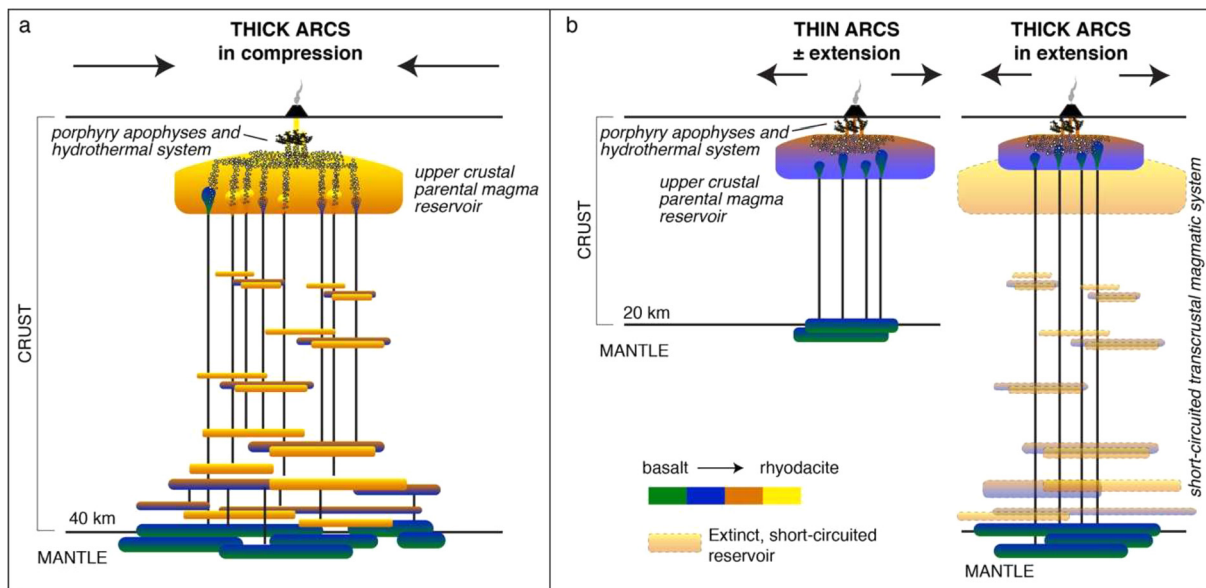 a
THICK ARCS
in compression
porphyry apophyses and
hydrothermal system
upper crustal
parental magma
reservoir
CRUST
40 km
MANTLE
b
THIN ARCS
± extension
THICK ARCS
in extension
porphyry apophyses and
hydrothermal system
upper crustal
parental magma
reservoir
CRUST
20 km
MANTLE
short-circuited transcrustal magmatic system
basalt
rhyodacite
Extinct, short-circuited
reservoir
MANTLE